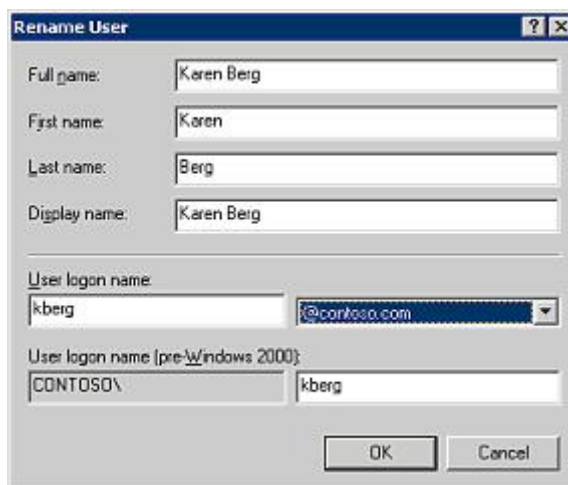 Rename User
Full name: Karen Berg
First name: Karen
Last name: Berg
Display name: Karen Berg
User logon name:
kberg @contoso.com
User logon name (pre-Windows 2000):
CONTOSO\ kberg
OK Cancel